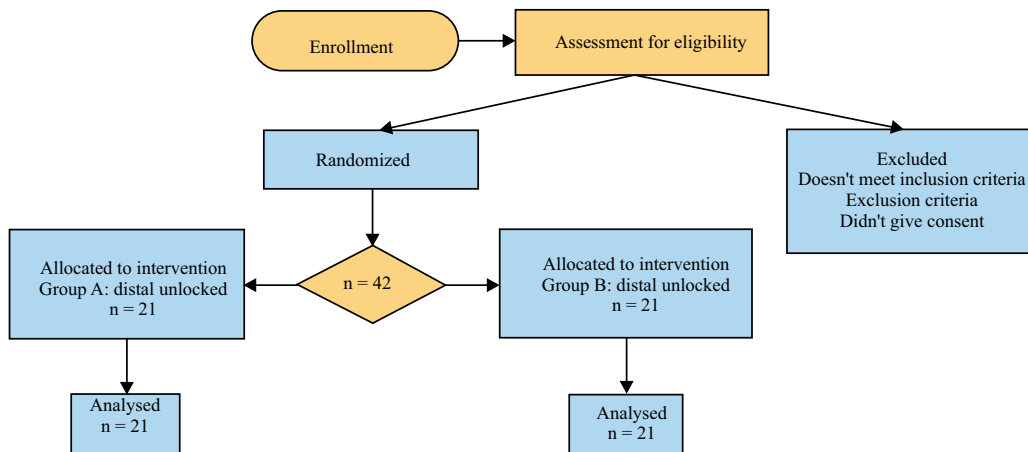 Enrollment
Assessment for eligibility
Randomized
Excluded
Doesn't meet inclusion criteria
Exclusion criteria
Didn't give consent
Allocated to intervention
Group A: distal unlocked
n = 21
n = 42
Allocated to intervention
Group B: distal unlocked
n = 21
Analysed
n = 21
Analysed
n = 21